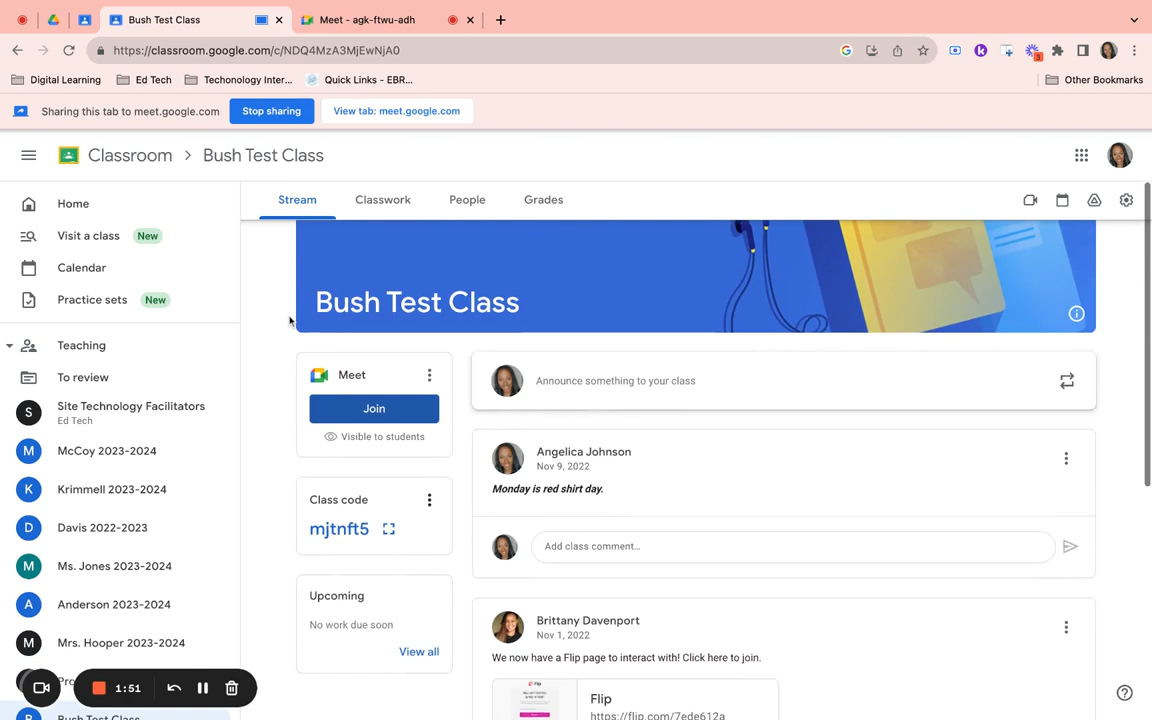 Bush Test Class
Meet - agk-ftwu-adh
https://classroom.google.com/c/NDQ4MzA3MjEwNjA0
3
Digital Learning
Ed Tech
Techonology Inter...
Quick Links - EBR...
Other Bookmarks
Sharing this tab to meet.google.com
Stop sharing
View tab: meet.google.com
Classroom > Bush Test Class
Stream
Classwork
People
Grades
Home
Visit a class New
Calendar
Practice sets New
Teaching
To review
S Site Technology Facilitators
Ed Tech
M McCoy 2023-2024
K Krimmell 2023-2024
D Davis 2022-2023
M Ms. Jones 2023-2024
A Anderson 2023-2024
M Mrs. Hooper 2023-2024
1:51
Bush Test Class
Bush Test Class
Meet
Join
Visible to students
Class code
mjtnft5
Upcoming
No work due soon
View all
Announce something to your class
Angelica Johnson
Nov 9, 2022
Monday is red shirt day.
Add class comment...
Brittany Davenport
Nov 1, 2022
We now have a Flip page to interact with! Click here to join.
Flip
Flip
https://flip.com/7ede612a